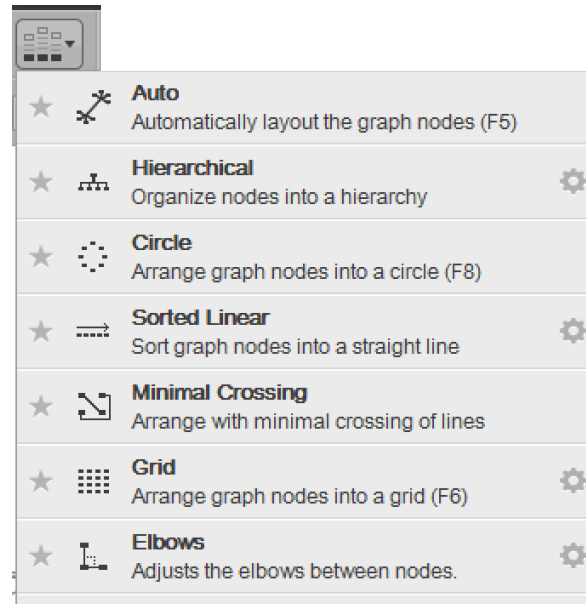 Auto
Automatically layout the graph nodes (F5)
Hierarchical
Organize nodes into a hierarchy
Circle
Arrange graph nodes into a circle (F8)
Sorted Linear
Sort graph nodes into a straight line
Minimal Crossing
Arrange with minimal crossing of lines
Grid
Arrange graph nodes into a grid (F6)
Elbows
Adjusts the elbows between nodes.